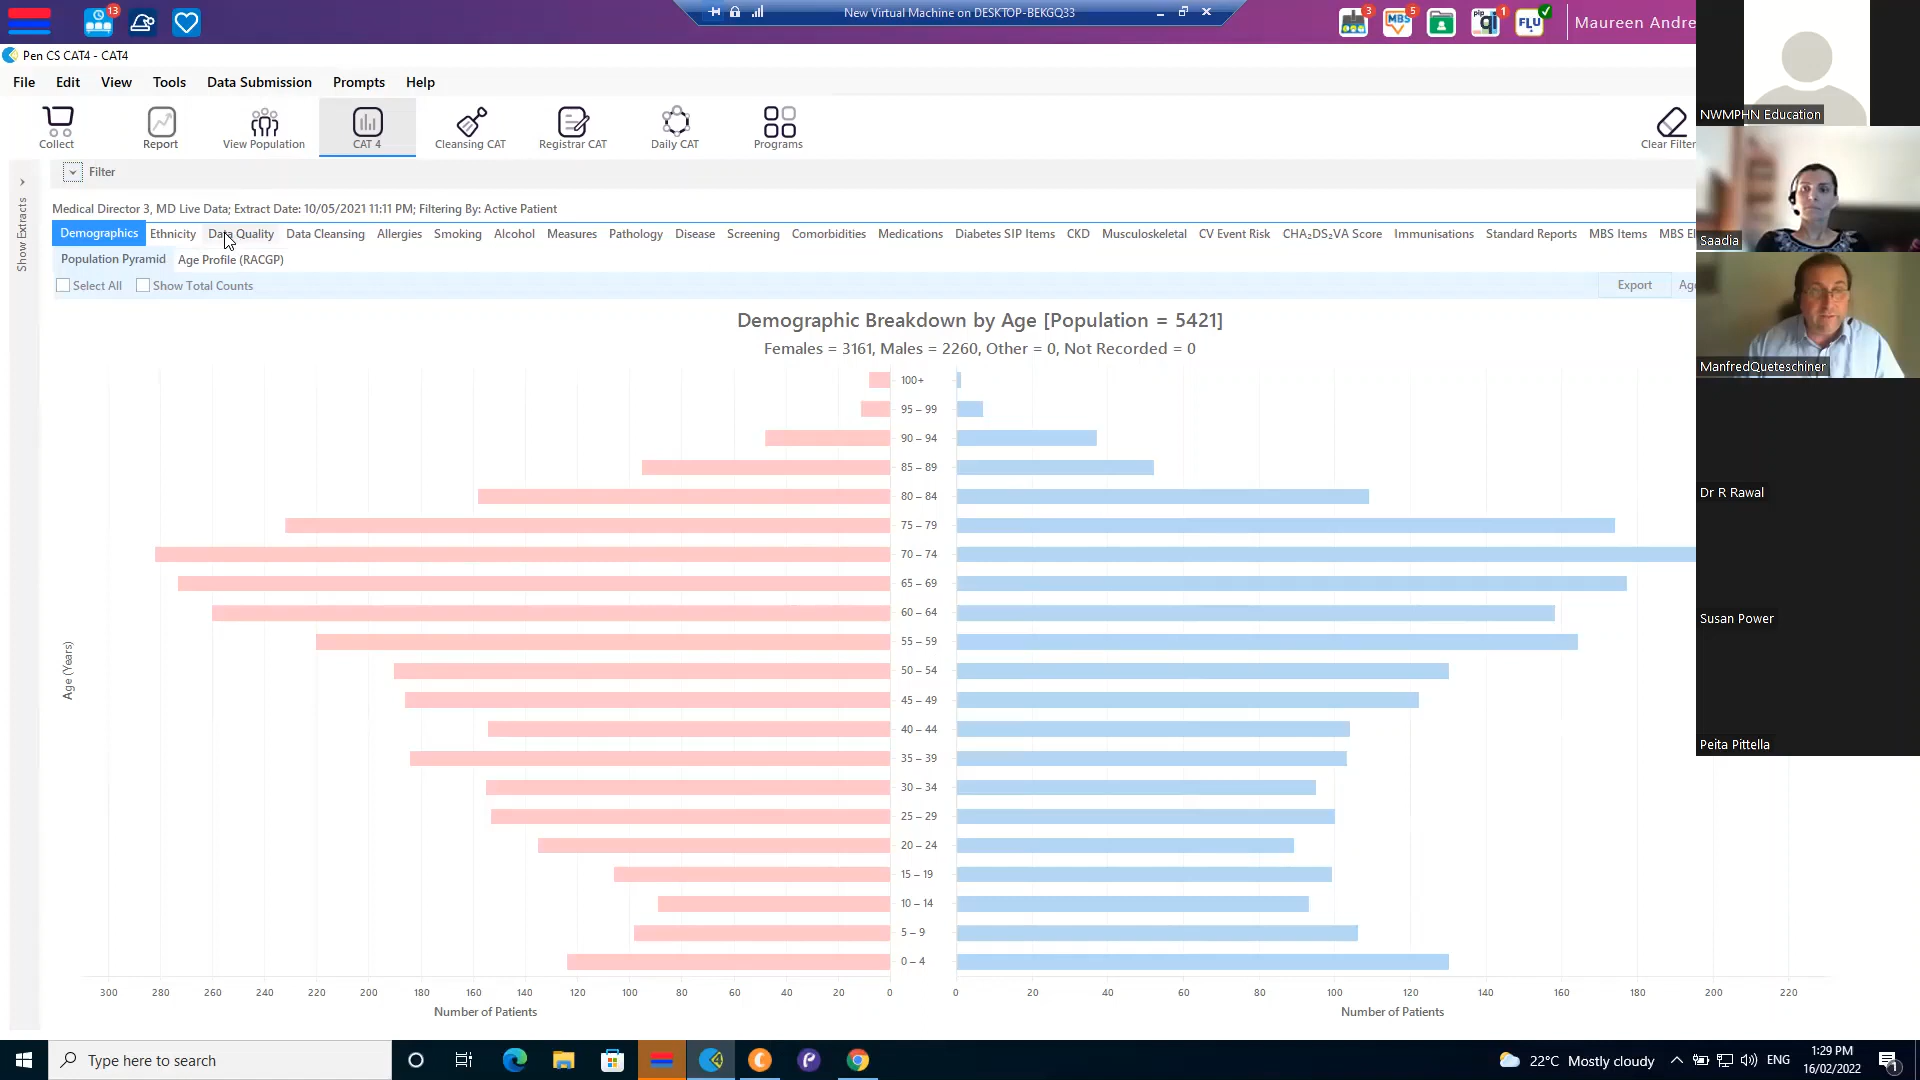 13
New Virtual Machine on DESKTOP-BEKGQ33
3
MBS 5
pip qi 1
FLU
Maureen Andre
Pen CS CAT4 - CAT4
File Edit View Tools Data Submission Prompts Help
Collect Report View Population CAT 4 Cleansing CAT Registrar CAT Daily CAT Programs Clear Filter
Filter
Show Extracts
Medical Director 3, MD Live Data; Extract Date: 10/05/2021 11:11 PM; Filtering By: Active Patient
Demographics Ethnicity Data Quality Data Cleansing Allergies Smoking Alcohol Measures Pathology Disease Screening Comorbidities Medications Diabetes SIP Items CKD Musculoskeletal CV Event Risk CHA₂DS₂VA Score Immunisations Standard Reports MBS Items MBS El
Population Pyramid Age Profile (RACGP)
Select All Show Total Counts Export Age
Demographic Breakdown by Age [Population = 5421]
Females = 3161, Males = 2260, Other = 0, Not Recorded = 0
100+
95 – 99
90 – 94
85 – 89
80 – 84
75 – 79
70 – 74
65 – 69
60 – 64
55 – 59
50 – 54
45 – 49
40 – 44
35 – 39
30 – 34
25 – 29
20 – 24
15 – 19
10 – 14
5 – 9
0 – 4
Age (Years)
300 280 260 240 220 200 180 160 140 120 100 80 60 40 20 0 0 20 40 60 80 100 120 140 160 180 200 220
Number of Patients Number of Patients
NWMPHN Education
Saadia
ManfredQueteschiner
Dr R Rawal
Susan Power
Peita Pittella
Type here to search
22°C Mostly cloudy
ENG
1:29 PM
16/02/2022
1